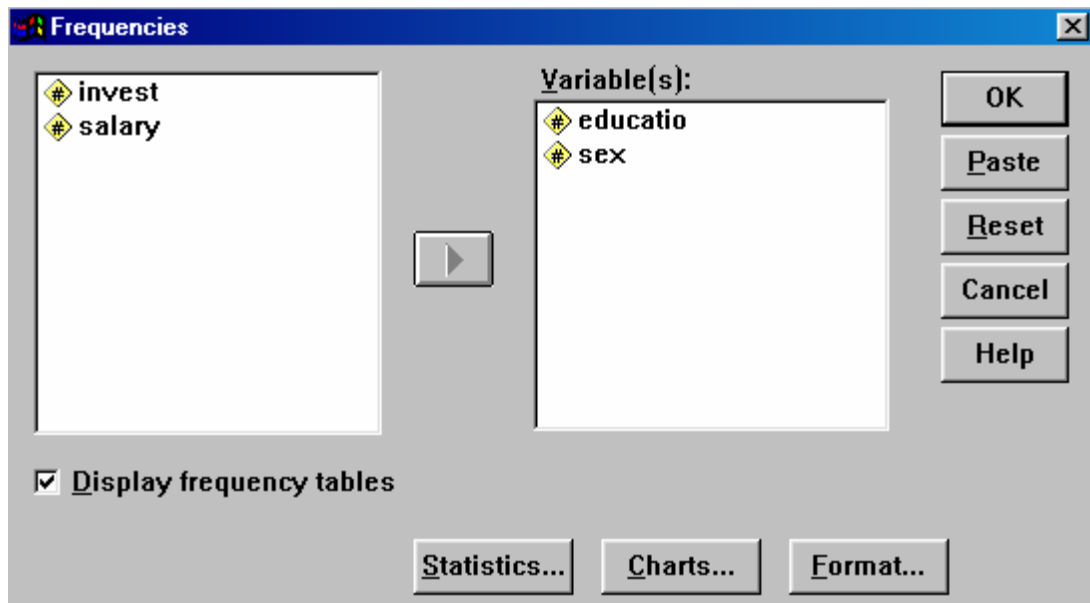 Frequencies
invest
salary
Variable(s):
educatio
sex
OK
Paste
Reset
Cancel
Help
Display frequency tables
Statistics...
Charts...
Format...